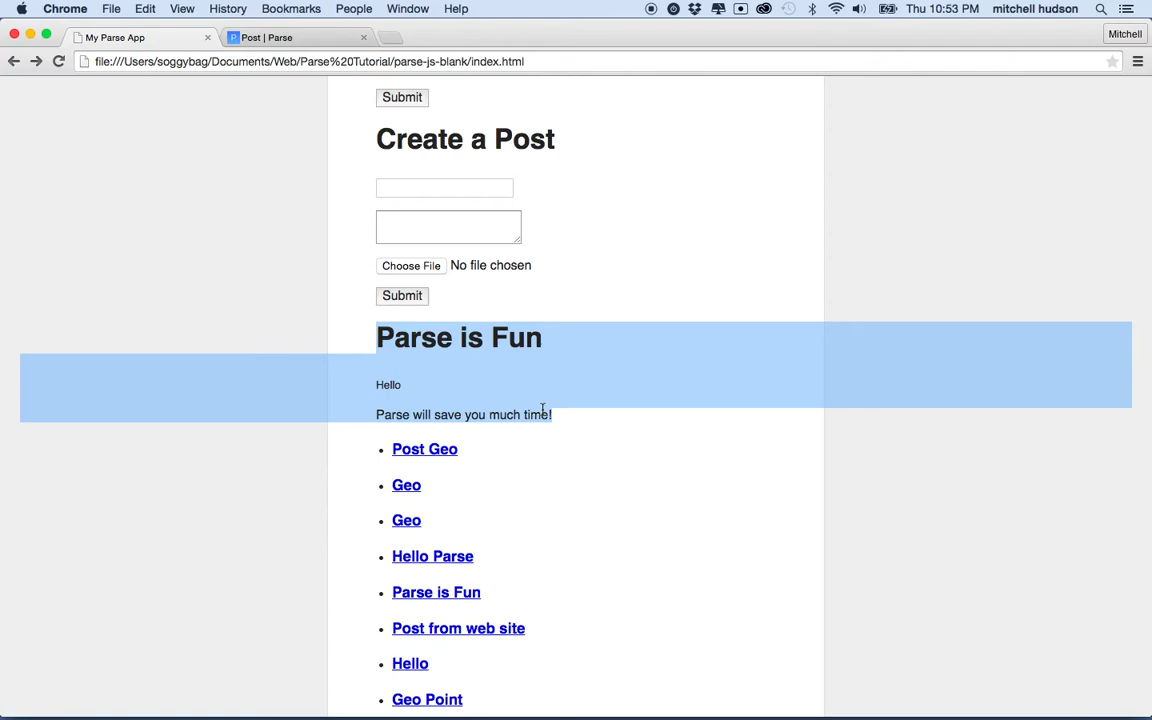 Chrome File Edit View History Bookmarks People Window Help Thu 10:53 PM mitchell hudson
My Parse App Post | Parse Mitchell
file:///Users/soggybag/Documents/Web/Parse%20Tutorial/parse-js-blank/index.html
Submit
Create a Post
Choose File No file chosen
Submit
Parse is Fun
Hello
Parse will save you much time!
Post Geo
Geo
Geo
Hello Parse
Parse is Fun
Post from web site
Hello
Geo Point